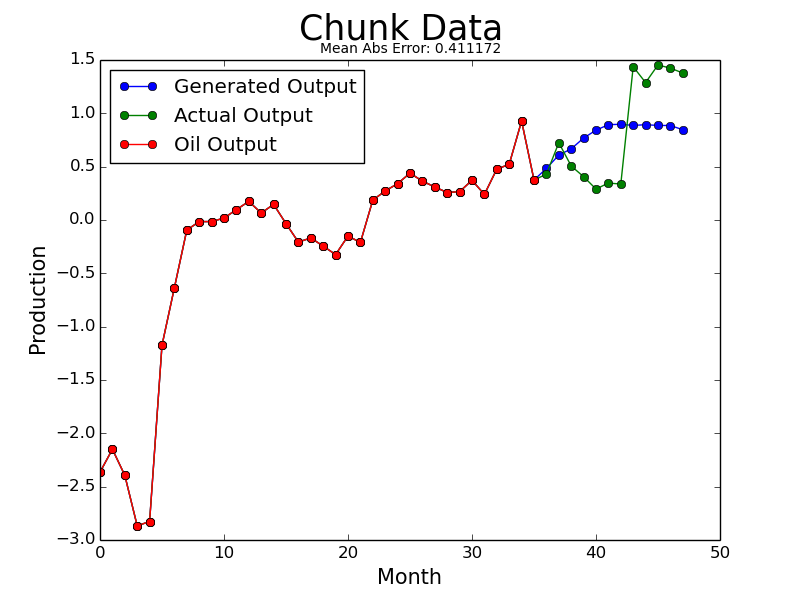 Chunk Data
Mean Abs Error: 0.411172
Generated Output
Actual Output
Oil Output
1.5
1.0
0.5
0.0
−0.5
−1.0
−1.5
−2.0
−2.5
−3.0
Production
0 10 20 30 40 50
Month